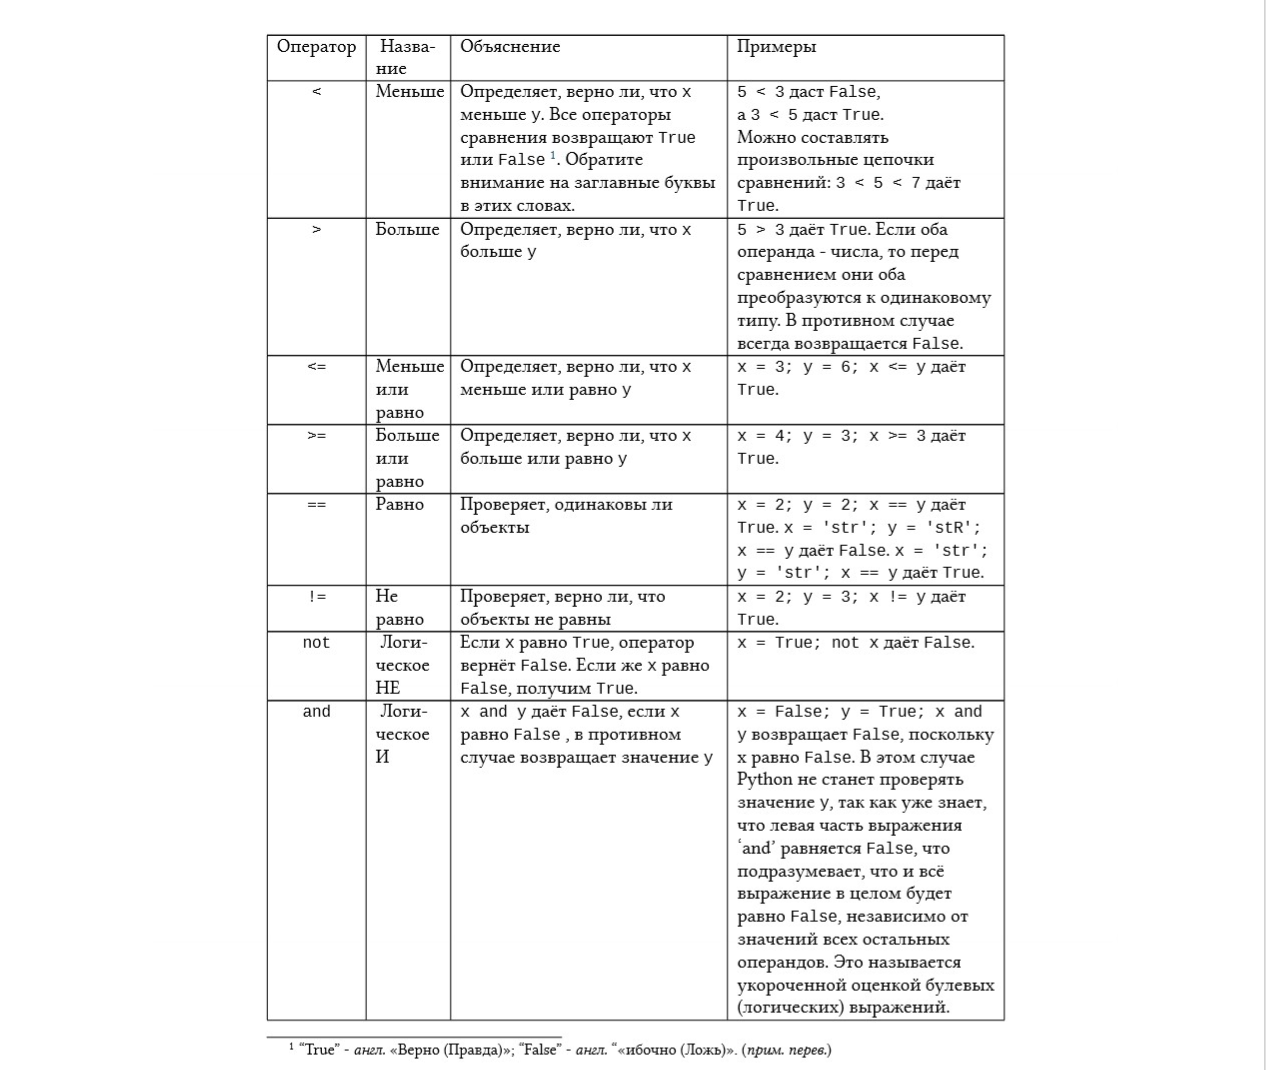 Оператор
Назва-
ние
Объяснение
Примеры
<
Меньше
Определяет, верно ли, что x
меньше y. Все операторы
сравнения возвращают True
или False 1. Обратите
внимание на заглавные буквы
в этих словах.
5 < 3 даст False,
а 3 < 5 даст True.
Можно составлять
произвольные цепочки
сравнений: 3 < 5 < 7 даёт
True.
>
Больше
Определяет, верно ли, что x
больше y
5 > 3 даёт True. Если оба
операнда - числа, то перед
сравнением они оба
преобразуются к одинаковому
типу. В противном случае
всегда возвращается False.
<=
Меньше
или
равно
Определяет, верно ли, что x
меньше или равно y
x = 3; y = 6; x <= y даёт
True.
>=
Больше
или
равно
Определяет, верно ли, что x
больше или равно y
x = 4; y = 3; x >= 3 даёт
True.
==
Равно
Проверяет, одинаковы ли
объекты
x = 2; y = 2; x == y даёт
True. x = 'str'; y = 'stR';
x == y даёт False. x = 'str';
y = 'str'; x == y даёт True.
!=
Не
равно
Проверяет, верно ли, что
объекты не равны
x = 2; y = 3; x != y даёт
True.
not
Логи-
ческое
НЕ
Если x равно True, оператор
вернёт False. Если же x равно
False, получим True.
x = True; not x даёт False.
and
Логи-
ческое
И
x and y даёт False, если x
равно False , в противном
случае возвращает значение y
x = False; y = True; x and
y возвращает False, поскольку
x равно False. В этом случае
Python не станет проверять
значение y, так как уже знает,
что левая часть выражения
‘and’ равняется False, что
подразумевает, что и всё
выражение в целом будет
равно False, независимо от
значений всех остальных
операндов. Это называется
укороченной оценкой булевых
(логических) выражений.
1 “True” - англ. «Верно (Правда)»; “False” - англ. “«ибочно (Ложь)». (прим. перев.)